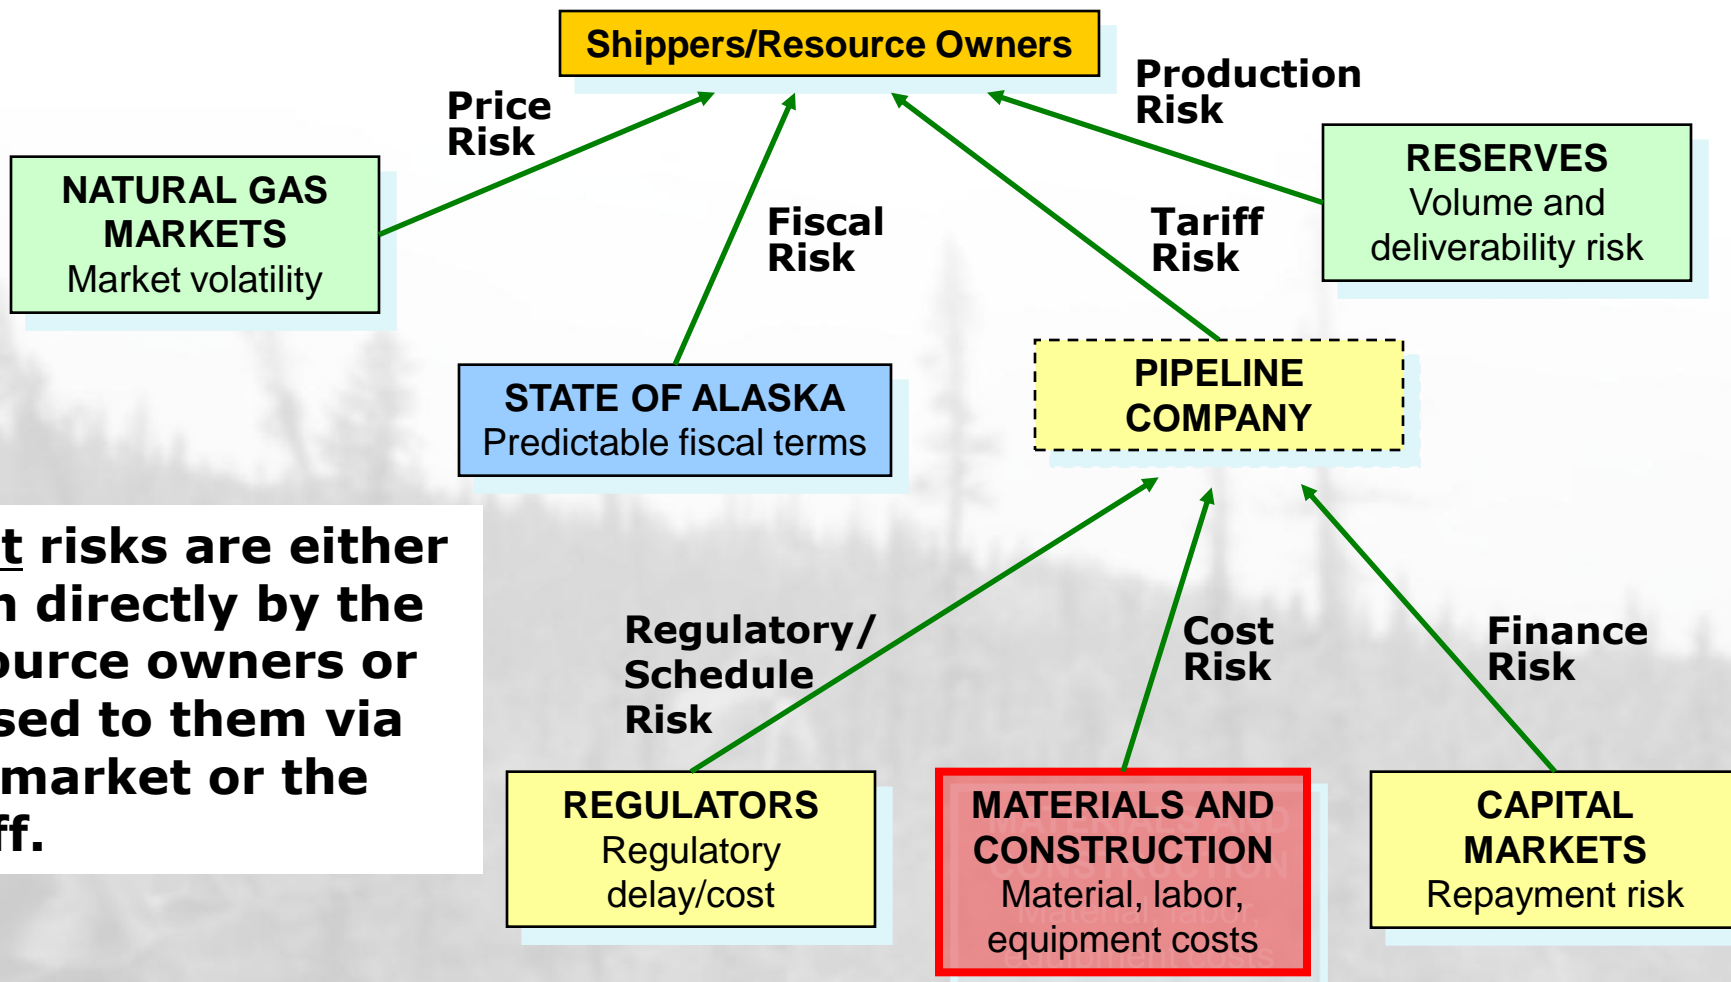 Shippers/Resource Owners
Price
Risk
Production
Risk
NATURAL GAS
MARKETS
Market volatility
Fiscal
Risk
Tariff
Risk
RESERVES
Volume and
deliverability risk
STATE OF ALASKA
Predictable fiscal terms
PIPELINE
COMPANY
t risks are either
n directly by the
ource owners or
sed to them via
market or the
ff.
Regulatory/
Schedule
Risk
Cost
Risk
Finance
Risk
REGULATORS
Regulatory
delay/cost
MATERIALS AND
CONSTRUCTION
Material, labor,
equipment costs
CAPITAL
MARKETS
Repayment risk